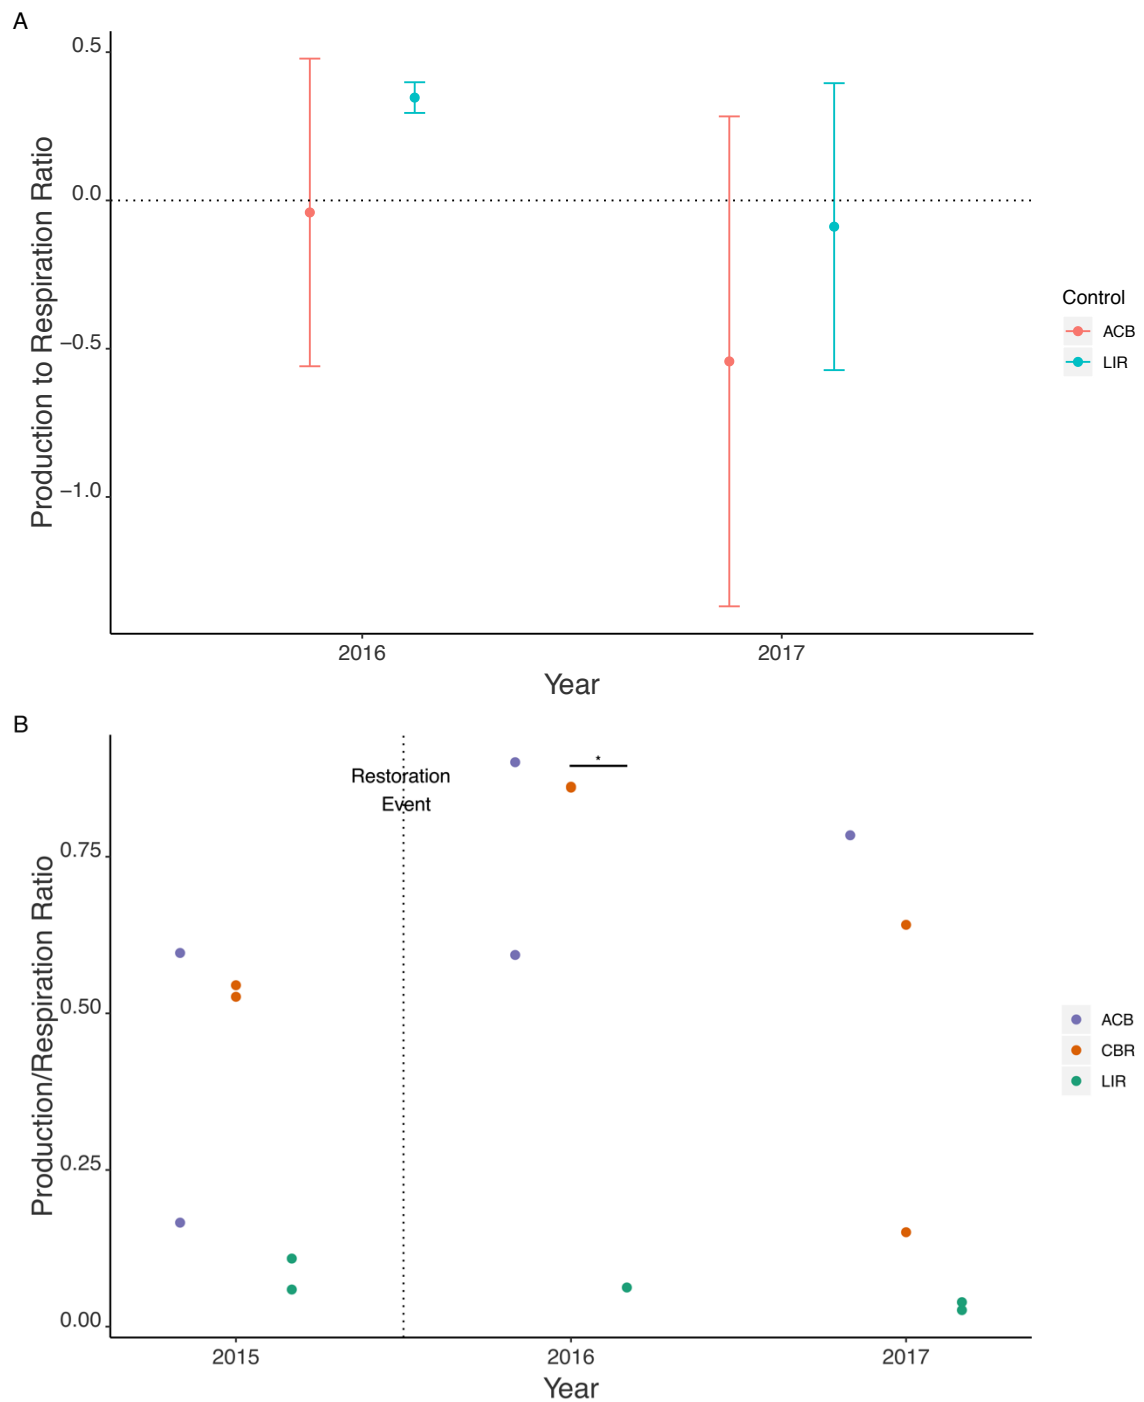 A
0.5
0.0
−0.5
−1.0
Production to Respiration Ratio
2016
2017
Year
Control
ACB
LIR
B
Restoration
Event
*
0.75
0.50
0.25
0.00
Production/Respiration Ratio
2015
2016
2017
Year
ACB
CBR
LIR